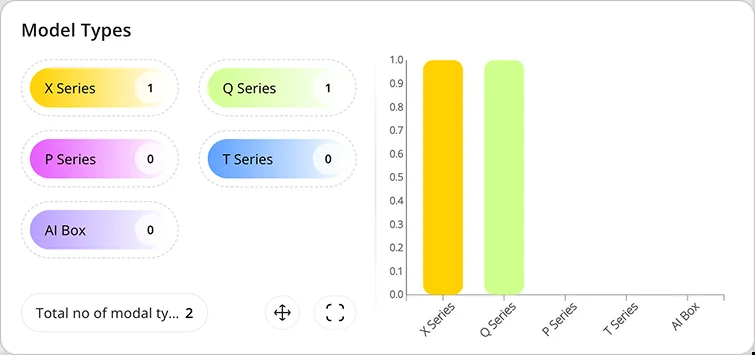 Model Types
X Series 1
Q Series 1
P Series 0
T Series 0
AI Box 0
Total no of modal ty... 2
1.0
0.9
0.8
0.7
0.6
0.5
0.4
0.3
0.2
0.1
0.0
X Series
Q Series
P Series
T Series
AI Box